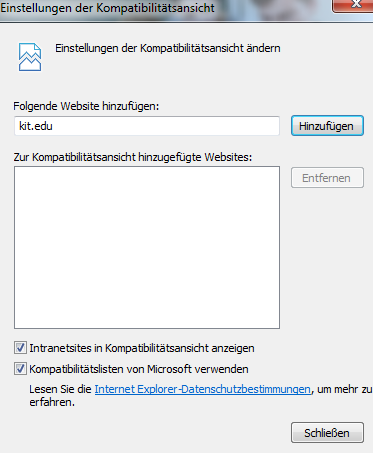 Einstellungen der Kompatibilitätsansicht
Einstellungen der Kompatibilitätsansicht ändern
Folgende Website hinzufügen:
kit.edu
Hinzufügen
Zur Kompatibilitätsansicht hinzugefügte Websites:
Entfernen
Intranetsites in Kompatibilitätsansicht anzeigen
Kompatibilitätslisten von Microsoft verwenden
Lesen Sie die Internet Explorer-Datenschutzbestimmungen, um mehr zu
erfahren.
Schließen